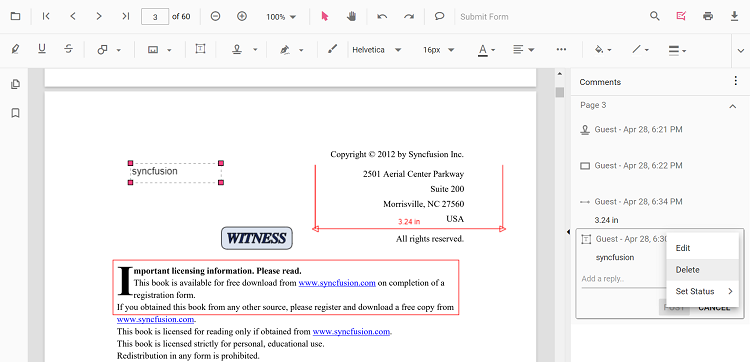 3 of 60 100% Submit Form
Helvetica 16px A
Comments
Page 3
Guest - Apr 28, 6:21 PM
Guest - Apr 28, 6:22 PM
Guest - Apr 28, 6:34 PM
3.24 in
Guest - Apr 28, 6:3
syncfusion
Add a reply..
POST CANCEL
Edit
Delete
Set Status
Copyright © 2012 by Syncfusion Inc.
syncfusion
2501 Aerial Center Parkway
Suite 200
Morrisville, NC 27560
USA
3.24 in
WITNESS
All rights reserved.
Important licensing information. Please read.
This book is available for free download from www.syncfusion.com on completion of a
registration form.
If you obtained this book from any other source, please register and download a free copy from
www.syncfusion.com.
This book is licensed for reading only if obtained from www.syncfusion.com.
This book is licensed strictly for personal, educational use.
Redistribution in any form is prohibited.